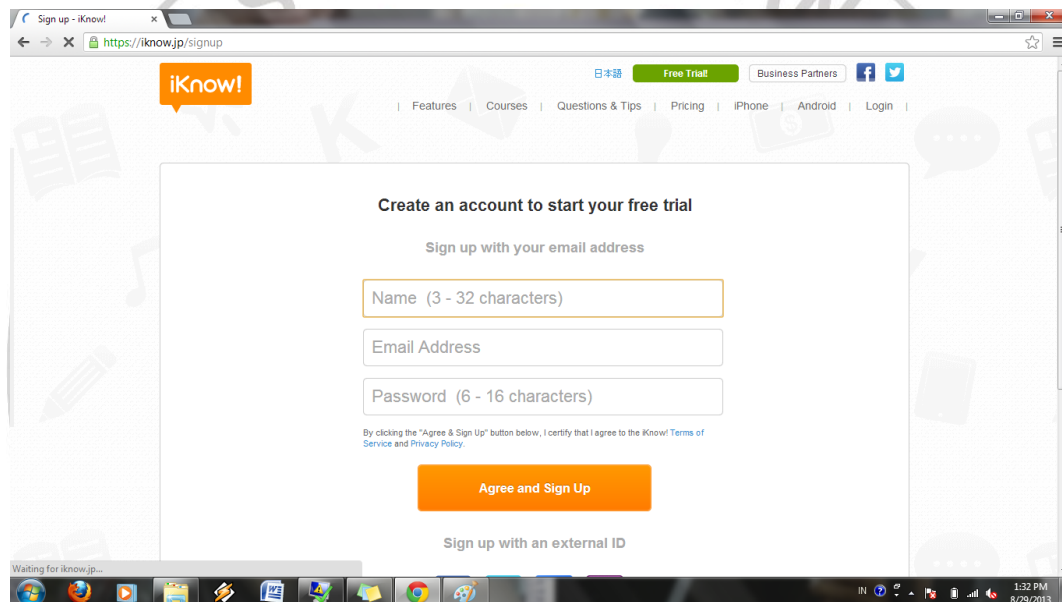 Sign up - iKnow!
https://iknow.jp/signup
iKnow!
日本語 Free Trial! Business Partners
| Features | Courses | Questions & Tips | Pricing | iPhone | Android | Login |
Create an account to start your free trial
Sign up with your email address
Name (3 - 32 characters)
Email Address
Password (6 - 16 characters)
By clicking the "Agree & Sign Up" button below, I certify that I agree to the iKnow! Terms of
Service and Privacy Policy.
Agree and Sign Up
Sign up with an external ID
Waiting for iknow.jp...
IN 1:32 PM
8/29/2013